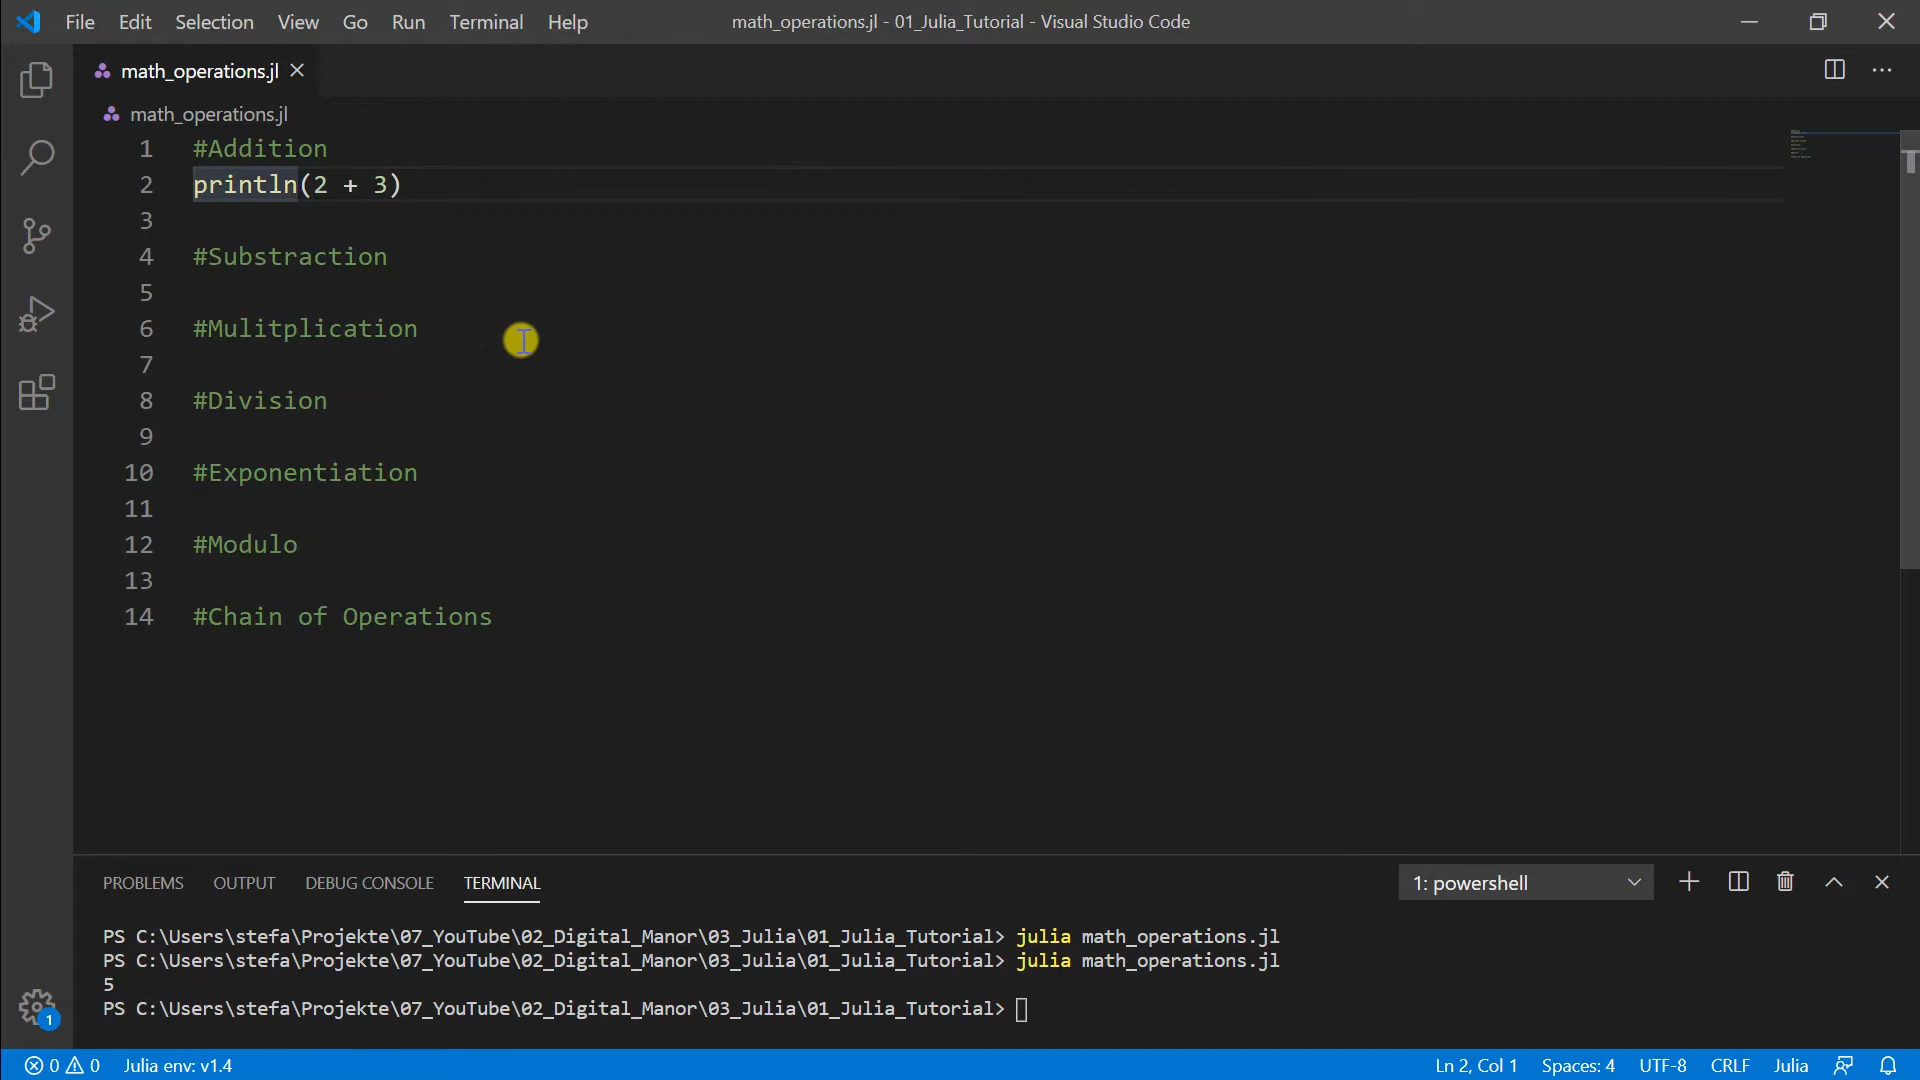 File Edit Selection View Go Run Terminal Help math_operations.jl - 01_Julia_Tutorial - Visual Studio Code
math_operations.jl
math_operations.jl
1 #Addition
2 println(2 + 3)
3
4 #Substraction
5
6 #Mulitplication
7
8 #Division
9
10 #Exponentiation
11
12 #Modulo
13
14 #Chain of Operations
PROBLEMS OUTPUT DEBUG CONSOLE TERMINAL 1: powershell
PS C:\Users\stefa\Projekte\07_YouTube\02_Digital_Manor\03_Julia\01_Julia_Tutorial> julia math_operations.jl
PS C:\Users\stefa\Projekte\07_YouTube\02_Digital_Manor\03_Julia\01_Julia_Tutorial> julia math_operations.jl
5
PS C:\Users\stefa\Projekte\07_YouTube\02_Digital_Manor\03_Julia\01_Julia_Tutorial>
1
0 0 Julia env: v1.4 Ln 2, Col 1 Spaces: 4 UTF-8 CRLF Julia